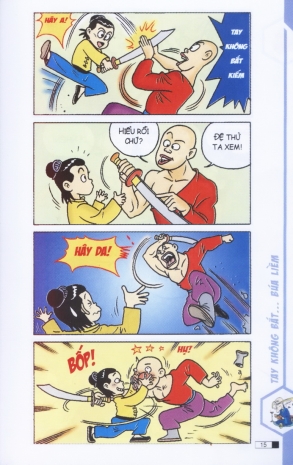 HÂY A!
TAY
KHÔNG
BẮT
KIẾM
HIỂU RỒI
CHỨ?
ĐỂ THỬ
TA XEM!
HÂY DA!
BỐP!
HỰ!
TAY KHÔNG BẮT... BÚA LIỀM
15